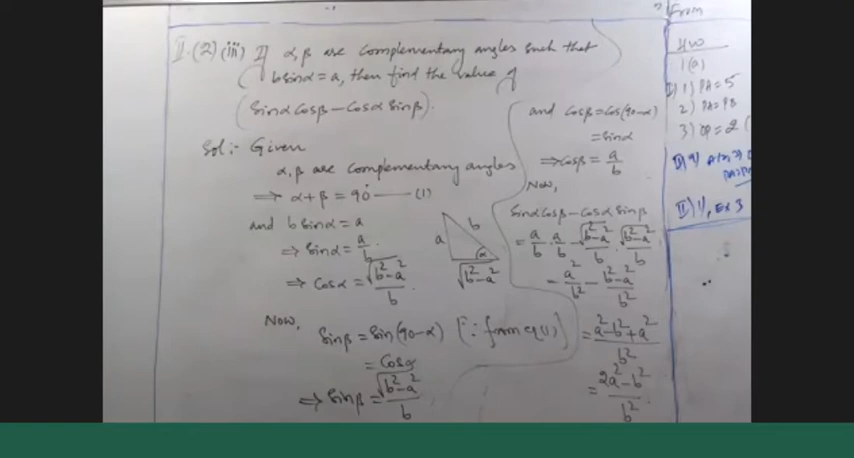 II.(2)(iii) If α, β are complementary angles such that
b sinα = a, then find the value of
(sinα cosβ − cosα sinβ).
Sol:- Given
α, β are complementary angles
⇒ α + β = 90° —— (1)
and b sinα = a
⇒ sinα = a/b.
⇒ cosα = √(b²−a²)/b.
a
b
α
√(b²−a²)
Now,
sinβ = sin(90−α) [∵ from eq(1)]
= cosα
⇒ sinβ = √(b²−a²)/b
and cosβ = cos(90−α)
= sinα
⇒ cosβ = a/b
Now,
sinα cosβ − cosα sinβ
= a/b · a/b − √(b²−a²)/b · √(b²−a²)/b
= a²/b² − (b²−a²)/b²
= (a²−b²+a²)/b²
= (2a²−b²)/b².
From
HW
1(a)
II) 1) PA = 5
2) PA = PB
3) OP = 2
II) 1), Ex 3